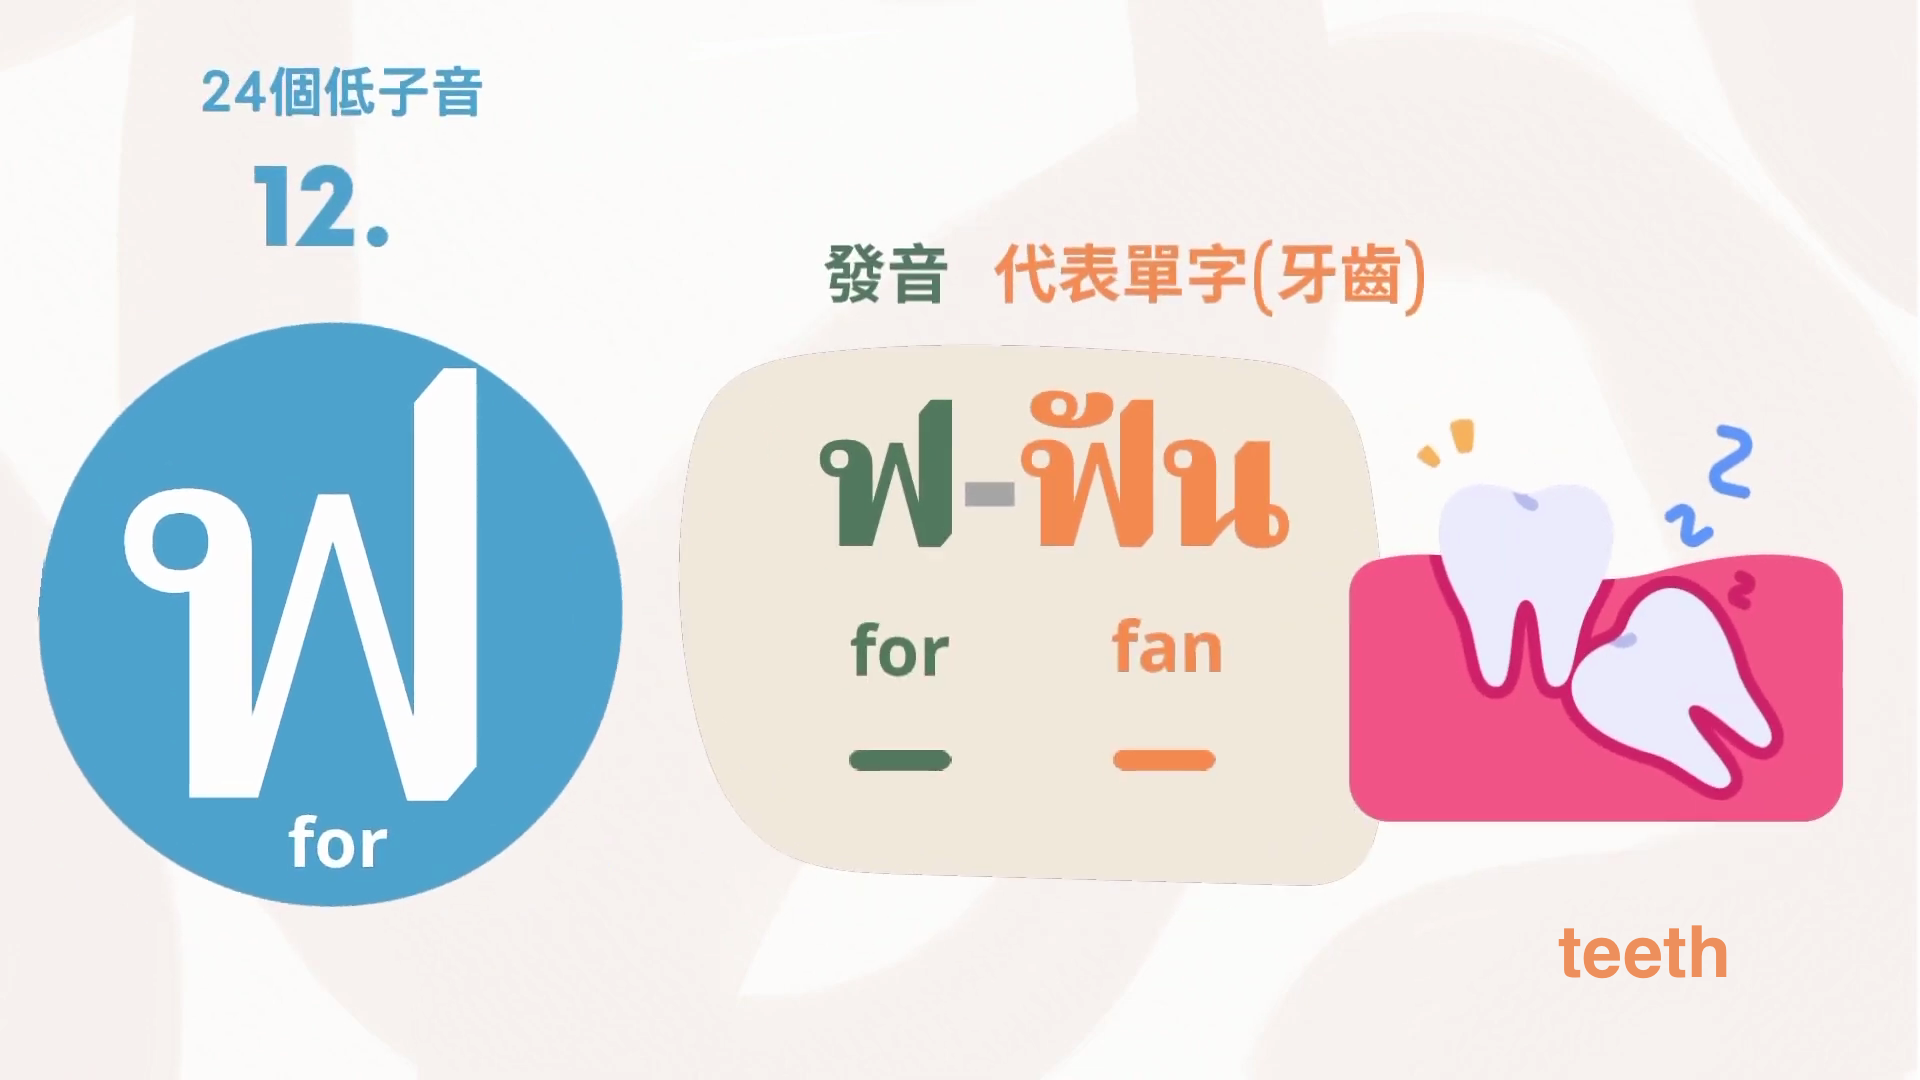 24個低子音
12.
ฟ
for
發音 代表單字(牙齒)
ฟ-ฟัน
for fan
teeth